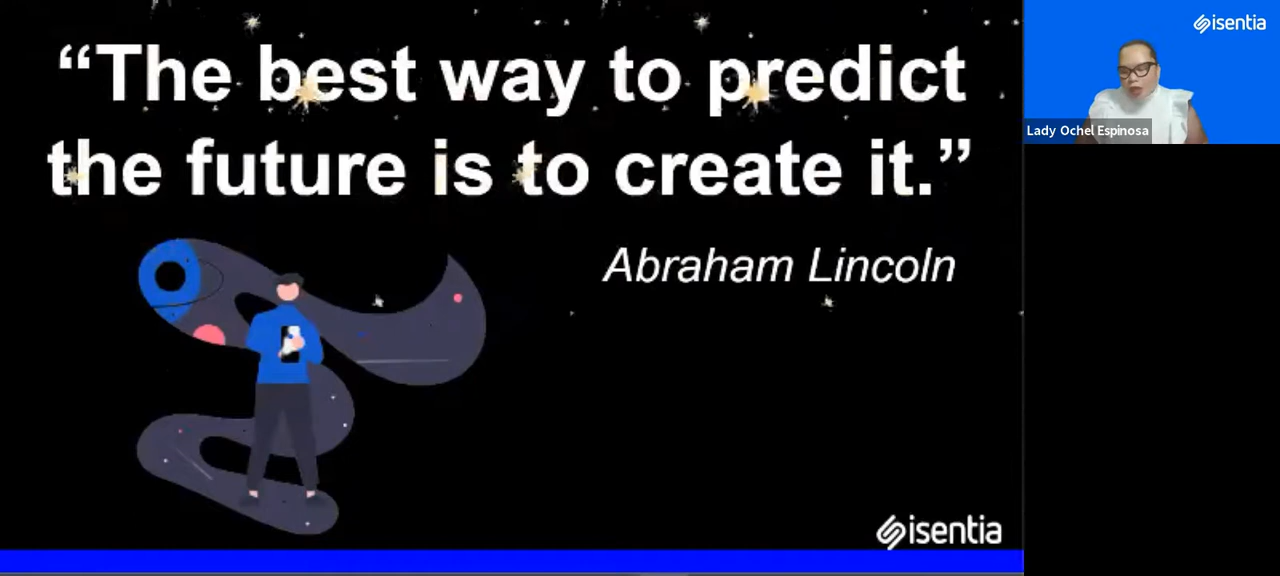 “The best way to predict
the future is to create it.”
Abraham Lincoln
isentia
isentia
Lady Ochel Espinosa